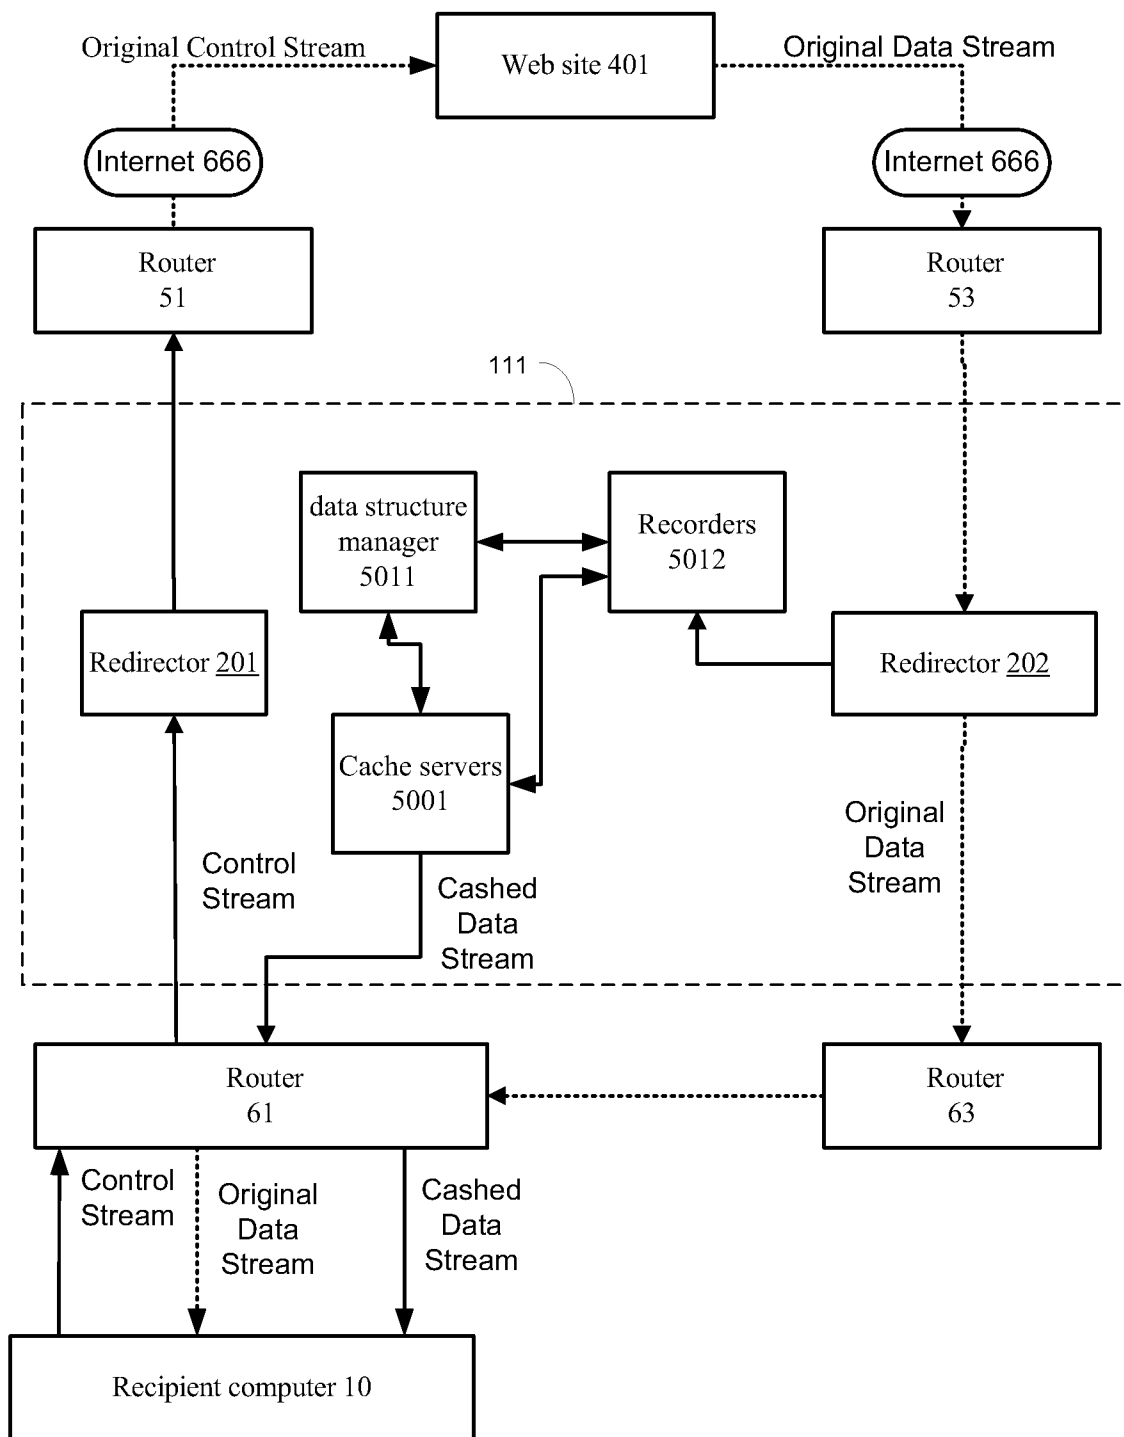 Original Control Stream
Web site 401
Original Data Stream
Internet 666
Internet 666
Router
51
Router
53
111
data structure
manager
5011
Recorders
5012
Redirector 201
Redirector 202
Cache servers
5001
Control
Stream
Cashed
Data
Stream
Original
Data
Stream
Router
61
Router
63
Control
Stream
Original
Data
Stream
Cashed
Data
Stream
Recipient computer 10